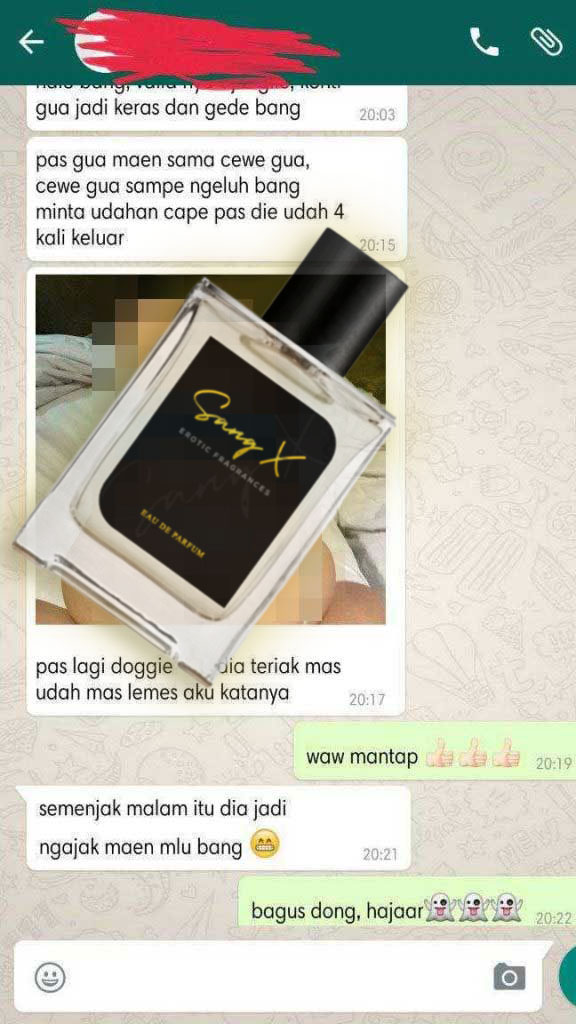 gua jadi keras dan gede bang
20:03
pas gua maen sama cewe gua,
cewe gua sampe ngeluh bang
minta udahan cape pas die udah 4
kali keluar
20:15
Sang X
EROTIC FRAGRANCES
EAU DE PARFUM
pas lagi doggie dia teriak mas
udah mas lemes aku katanya
20:17
waw mantap 👍🏻👍🏻👍🏻
20:19
semenjak malam itu dia jadi
ngajak maen mlu bang 😁
20:21
bagus dong, hajaar👻👻👻
20:22